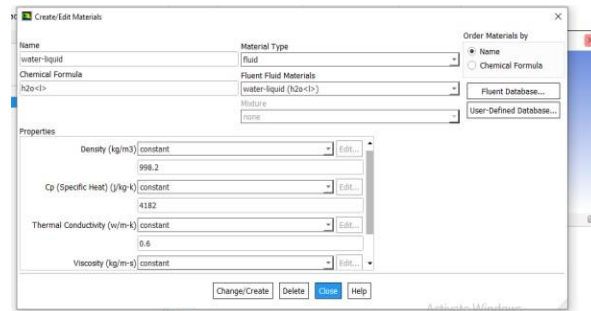 Create/Edit Materials
Name
water-liquid
Chemical Formula
h2o<l>
Material Type
fluid
Fluent Fluid Materials
water-liquid (h2o<l>)
Mixture
none
Order Materials by
Name
Chemical Formula
Fluent Database...
User-Defined Database...
Properties
Density (kg/m3) constant Edit...
998.2
Cp (Specific Heat) (j/kg-k) constant Edit...
4182
Thermal Conductivity (w/m-k) constant Edit...
0.6
Viscosity (kg/m-s) constant Edit...
Change/Create Delete Close Help
Activate Windows